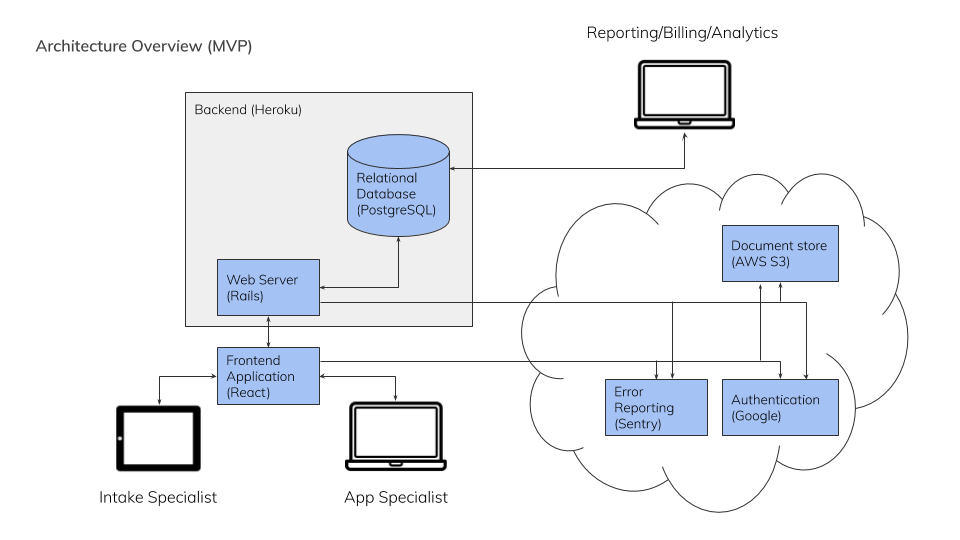 Reporting/Billing/Analytics
Architecture Overview (MVP)
Backend (Heroku)
Relational
Database
(PostgreSQL)
Document store
(AWS S3)
Web Server
(Rails)
Frontend
Application
(React)
Error
Reporting
(Sentry)
Authentication
(Google)
Intake Specialist
App Specialist